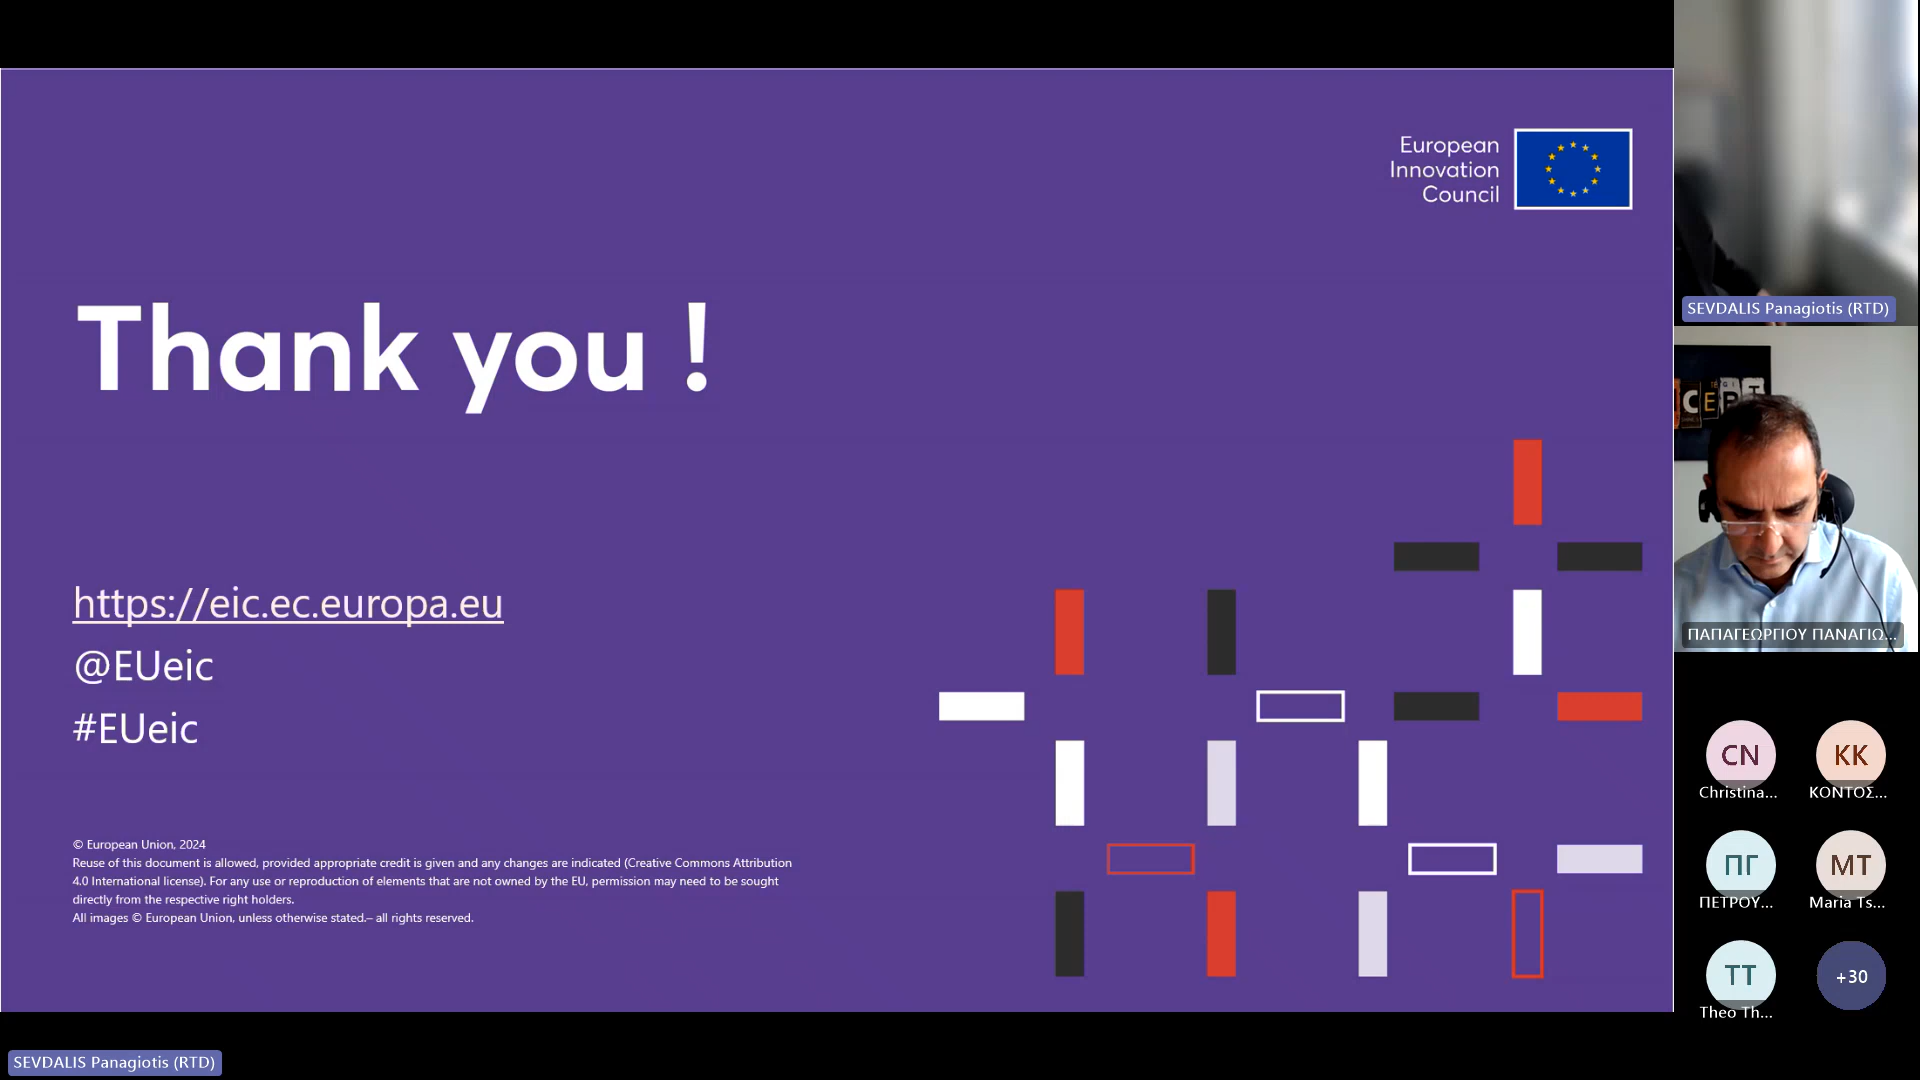 European
Innovation
Council
Thank you !
https://eic.ec.europa.eu
@EUeic
#EUeic
© European Union, 2024
Reuse of this document is allowed, provided appropriate credit is given and any changes are indicated (Creative Commons Attribution
4.0 International license). For any use or reproduction of elements that are not owned by the EU, permission may need to be sought
directly from the respective right holders.
All images © European Union, unless otherwise stated.– all rights reserved.
SEVDALIS Panagiotis (RTD)
SEVDALIS Panagiotis (RTD)
ΠΑΠΑΓΕΩΡΓΙΟΥ ΠΑΝΑΓΙΩ...
CN
KK
Christina...
ΚΟΝΤΟΣ...
ΠΓ
MT
ΠΕΤΡΟΥ...
Maria Ts...
TT
+30
Theo Th...